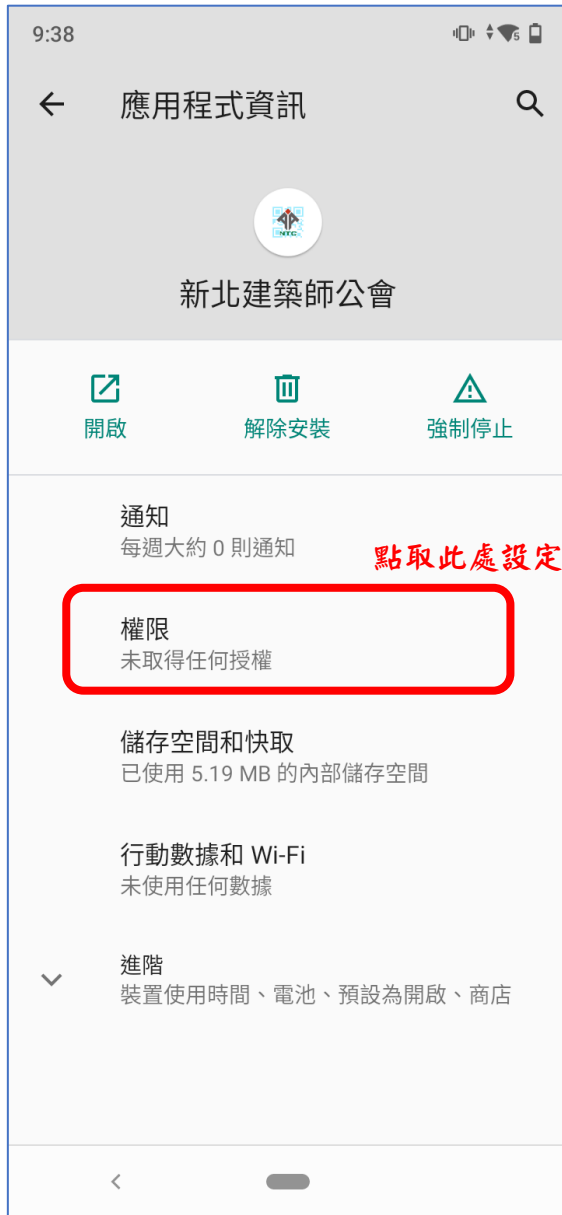 9:38
應用程式資訊
新北建築師公會
開啟
解除安裝
強制停止
通知
每週大約 0 則通知
點取此處設定
權限
未取得任何授權
儲存空間和快取
已使用 5.19 MB 的內部儲存空間
行動數據和 Wi-Fi
未使用任何數據
進階
裝置使用時間、電池、預設為開啟、商店